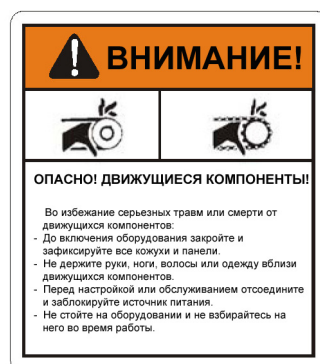 ВНИМАНИЕ!
ОПАСНО! ДВИЖУЩИЕСЯ КОМПОНЕНТЫ!
Во избежание серьезных травм или смерти от
движущихся компонентов:
- До включения оборудования закройте и
зафиксируйте все кожухи и панели.
- Не держите руки, ноги, волосы или одежду вблизи
движущихся компонентов.
- Перед настройкой или обслуживанием отсоедините
и заблокируйте источник питания.
- Не стойте на оборудовании и не взбирайтесь на
него во время работы.